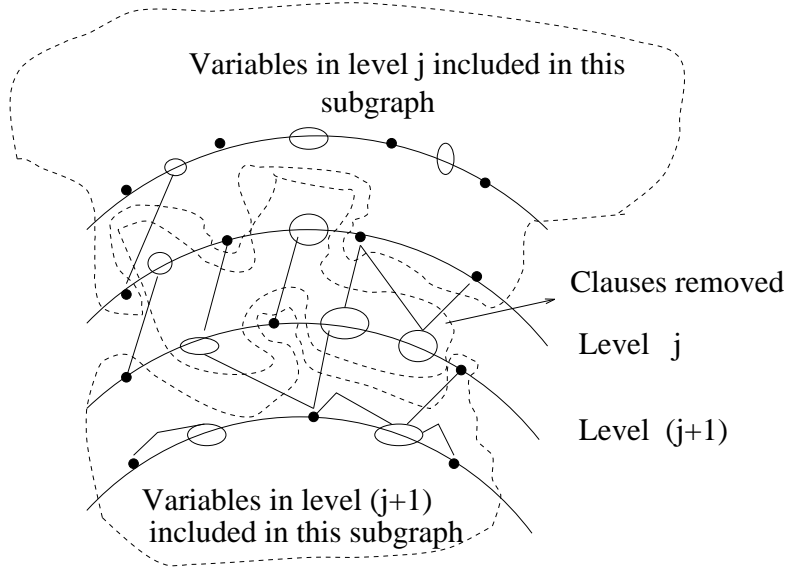 Variables in level j included in this
subgraph
Clauses removed
Level j
Level (j+1)
Variables in level (j+1)
included in this subgraph